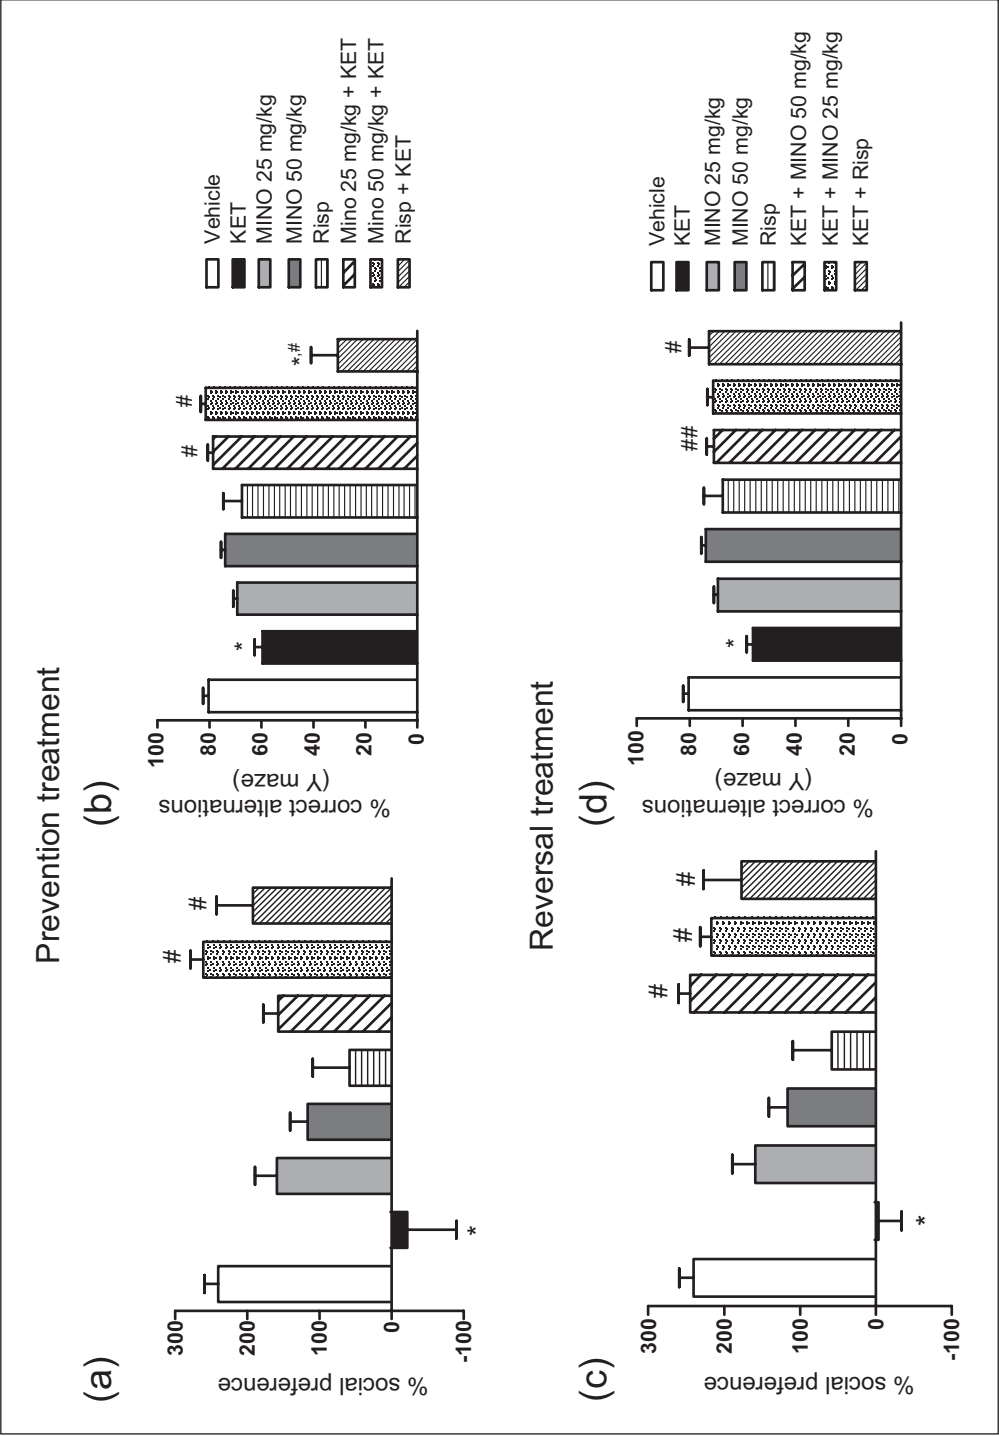 Prevention treatment
(a)
% social preference
300
200
100
0
-100
*
#
#
(b)
% correct alternations
(Y maze)
100
80
60
40
20
0
*
#
#
*,#
Vehicle
KET
MINO 25 mg/kg
MINO 50 mg/kg
Risp
Mino 25 mg/kg + KET
Mino 50 mg/kg + KET
Risp + KET
Reversal treatment
(c)
% social preference
300
200
100
0
-100
*
#
#
#
(d)
% correct alternations
(Y maze)
100
80
60
40
20
0
*
##
#
Vehicle
KET
MINO 25 mg/kg
MINO 50 mg/kg
Risp
KET + MINO 50 mg/kg
KET + MINO 25 mg/kg
KET + Risp